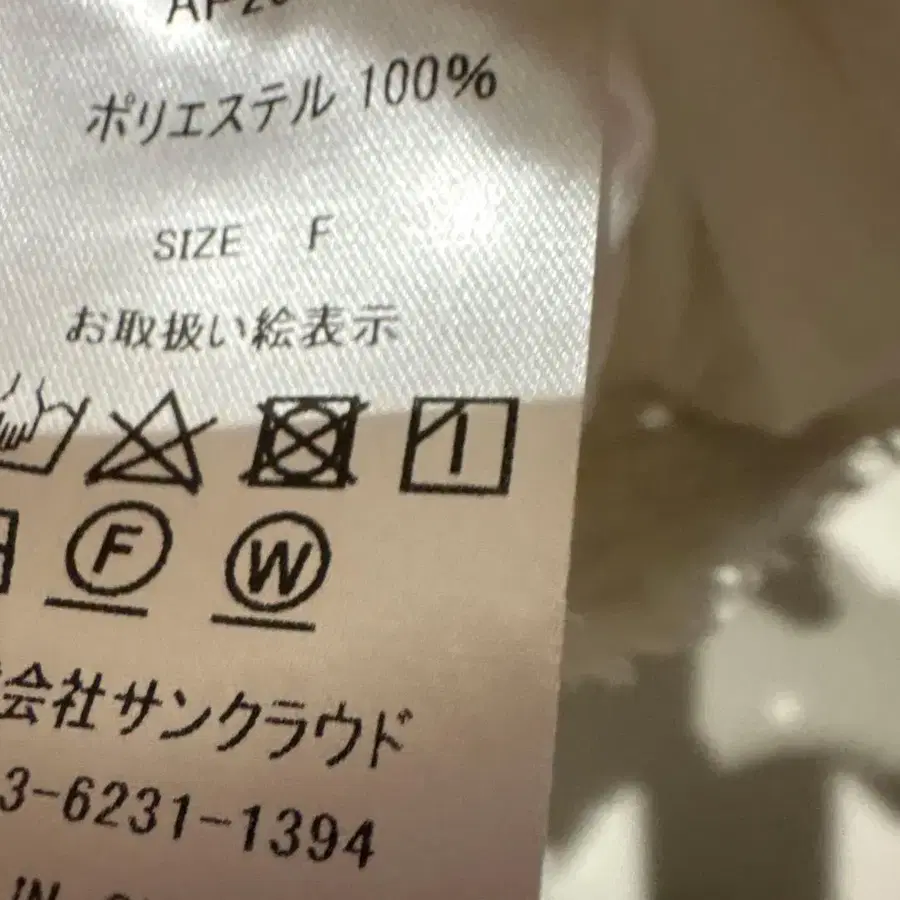 ポリエステル 100%
SIZE F
お取扱い絵表示
F W
会社サンクラウド
3-6231-1394